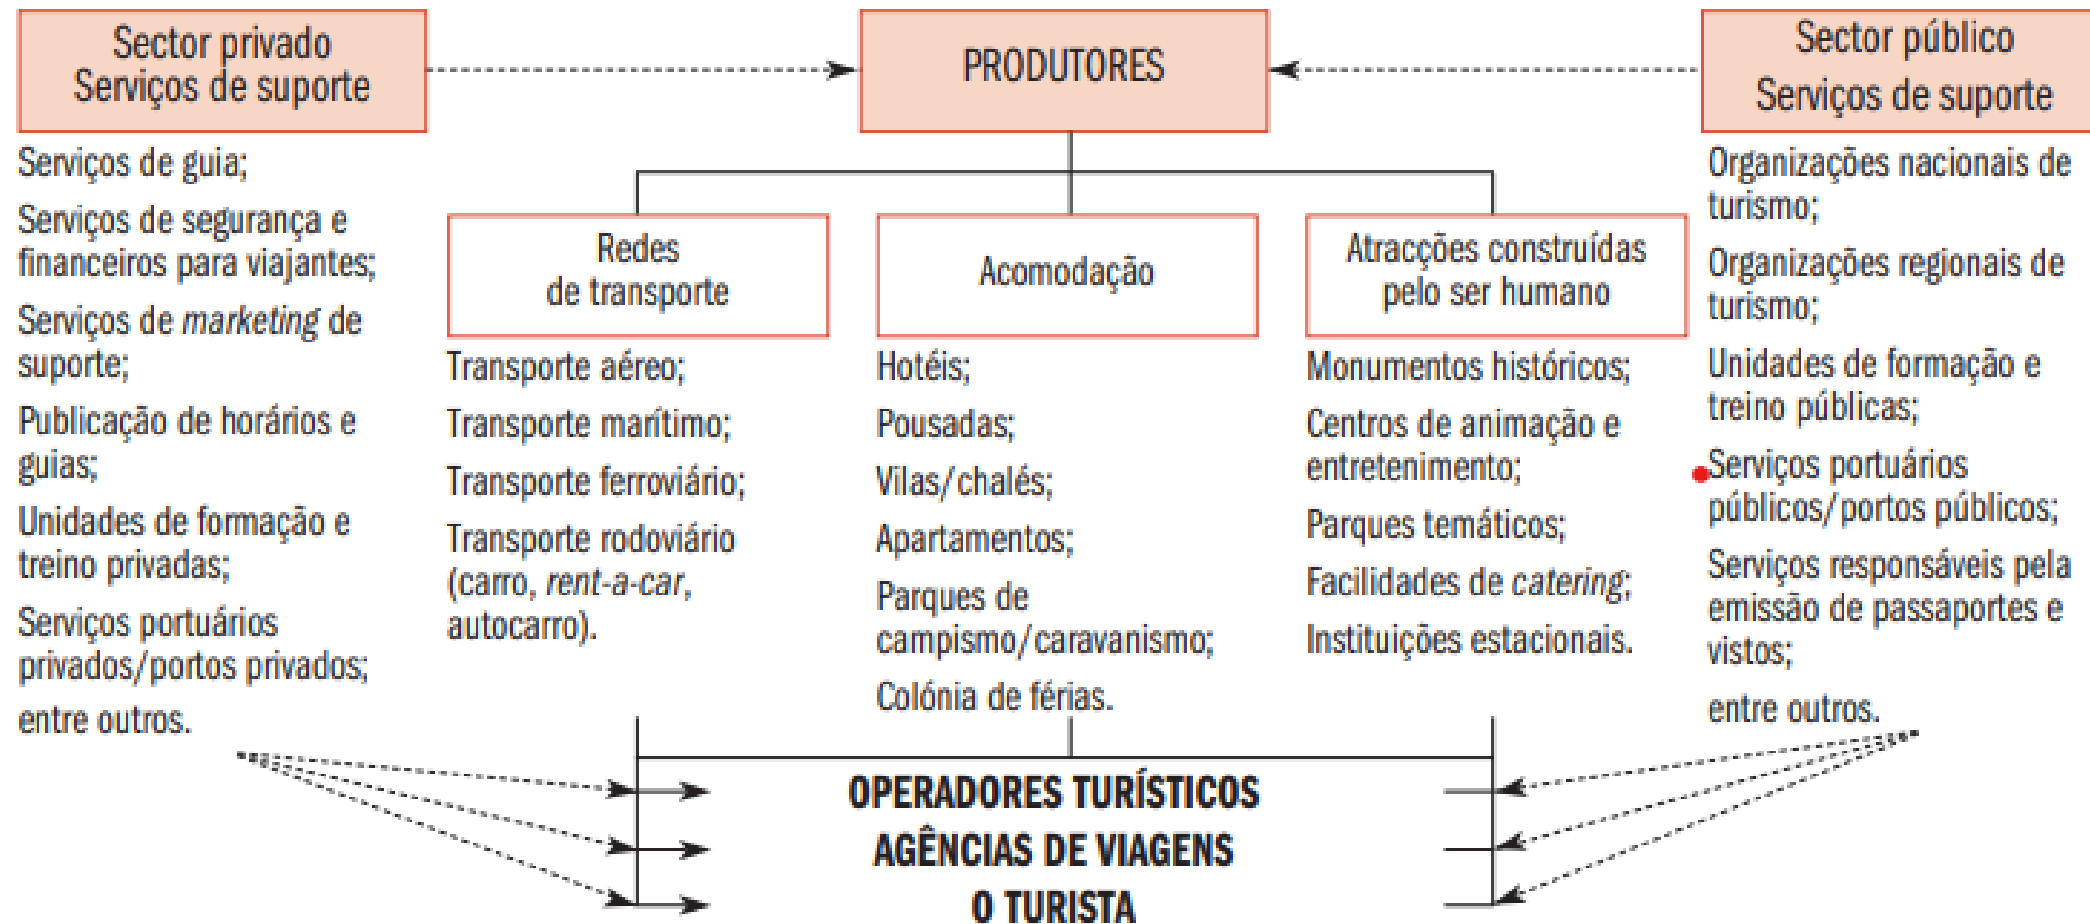 Sector privado
Serviços de suporte
PRODUTORES
Sector público
Serviços de suporte
Serviços de guia;
Serviços de segurança e
financeiros para viajantes;
Serviços de marketing de
suporte;
Publicação de horários e
guias;
Unidades de formação e
treino privadas;
Serviços portuários
privados/portos privados;
entre outros.
Redes
de transporte
Transporte aéreo;
Transporte marítimo;
Transporte ferroviário;
Transporte rodoviário
(carro, rent-a-car,
autocarro).
Acomodação
Hotéis;
Pousadas;
Vilas/chalés;
Apartamentos;
Parques de
campismo/caravanismo;
Colónia de férias.
Atracções construídas
pelo ser humano
Monumentos históricos;
Centros de animação e
entretenimento;
Parques temáticos;
Facilidades de catering;
Instituições estacionais.
Organizações nacionais de
turismo;
Organizações regionais de
turismo;
Unidades de formação e
treino públicas;
Serviços portuários
públicos/portos públicos;
Serviços responsáveis pela
emissão de passaportes e
vistos;
entre outros.
OPERADORES TURÍSTICOS
AGÊNCIAS DE VIAGENS
O TURISTA